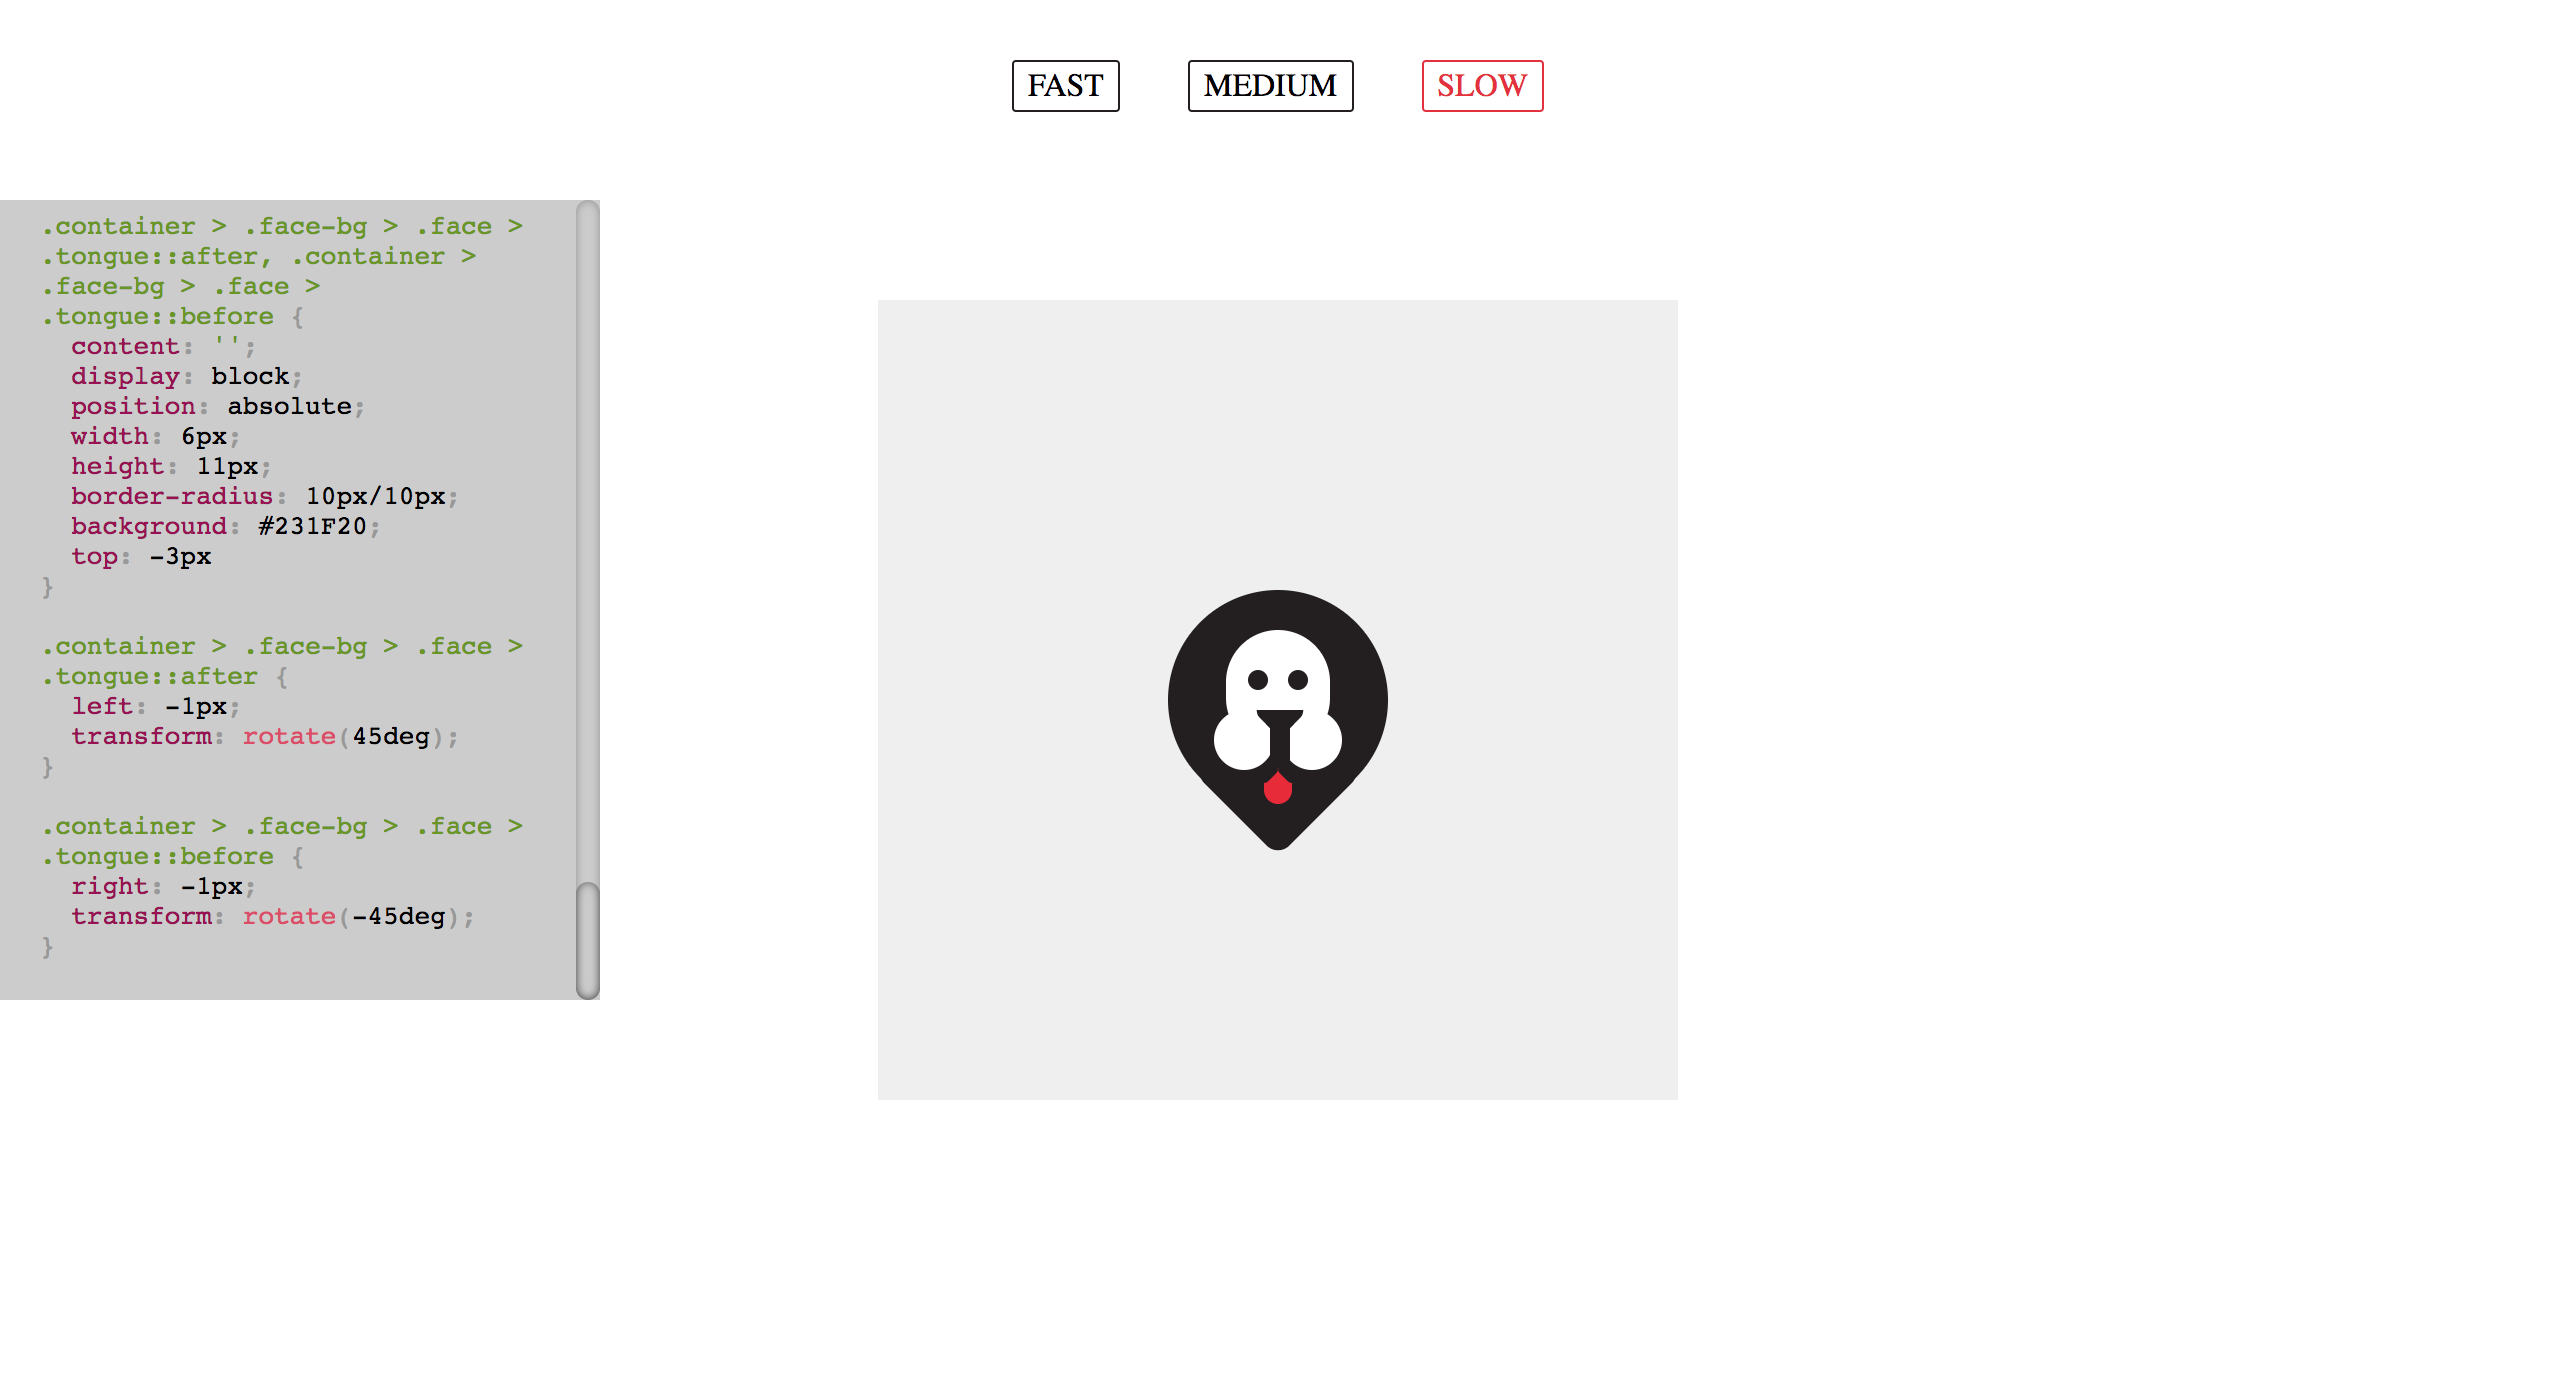 FAST MEDIUM SLOW
.container > .face-bg > .face >
.tongue::after, .container >
.face-bg > .face >
.tongue::before {
  content: '';
  display: block;
  position: absolute;
  width: 6px;
  height: 11px;
  border-radius: 10px/10px;
  background: #231F20;
  top: -3px
}

.container > .face-bg > .face >
.tongue::after {
  left: -1px;
  transform: rotate(45deg);
}

.container > .face-bg > .face >
.tongue::before {
  right: -1px;
  transform: rotate(-45deg);
}